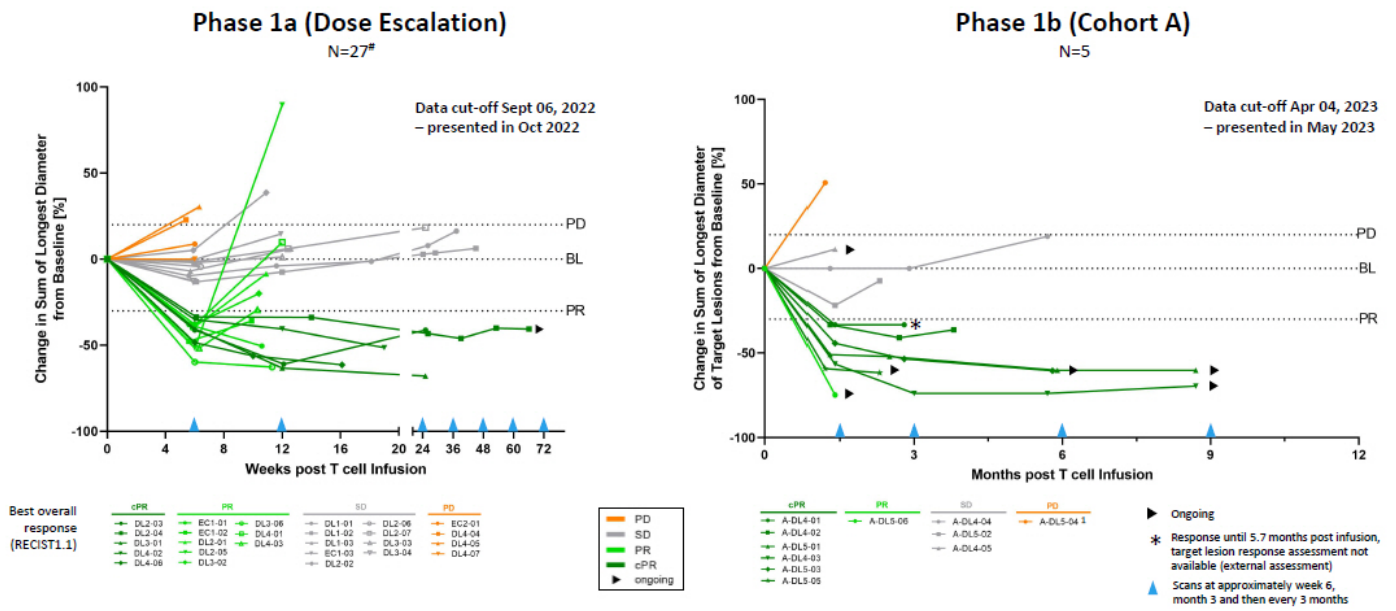 Phase 1a (Dose Escalation)
N=27#
Data cut-off Sept 06, 2022
– presented in Oct 2022
Change in Sum of Longest Diameter
from Baseline [%]
100
50
0
-50
-100
PD
BL
PR
0 4 8 12 16 20 24 36 48 60 72
Weeks post T cell Infusion
Best overall
response
(RECIST1.1)
cPR
DL2-03
DL2-04
DL3-01
DL4-02
DL4-06
PR
EC1-01
EC1-02
DL2-01
DL2-05
DL3-02
DL3-06
DL4-01
DL4-03
SD
DL1-01
DL1-02
DL1-03
EC1-03
DL2-02
DL2-06
DL2-07
DL3-03
DL3-04
PD
EC2-01
DL4-04
DL4-05
DL4-07
PD
SD
PR
cPR
ongoing
Phase 1b (Cohort A)
N=5
Data cut-off Apr 04, 2023
– presented in May 2023
Change in Sum of Longest Diameter
of Target Lesions from Baseline [%]
100
50
0
-50
-100
PD
BL
PR
*
0 3 6 9 12
Months post T cell Infusion
cPR
A-DL4-01
A-DL4-02
A-DL5-01
A-DL4-03
A-DL5-03
A-DL5-05
PR
A-DL5-06
SD
A-DL4-04
A-DL5-02
A-DL4-05
PD
A-DL5-04 1
Ongoing
* Response until 5.7 months post infusion,
target lesion response assessment not
available (external assessment)
Scans at approximately week 6,
month 3 and then every 3 months